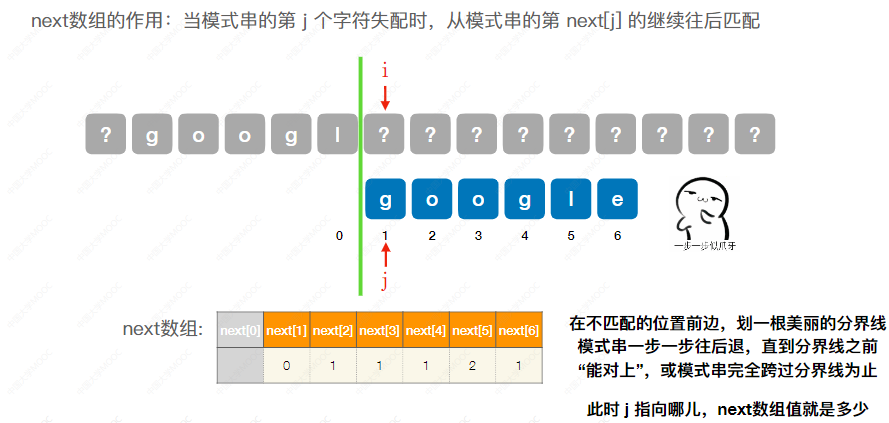 next数组的作用：当模式串的第 j 个字符失配时，从模式串的第 next[j] 的继续往后匹配
i
? g o o g l ? ? ? ? ? ? ? ? ?
g o o g l e
0 1 2 3 4 5 6
j
一步一步似爪牙
next数组:
next[0] next[1] next[2] next[3] next[4] next[5] next[6]
0 1 1 1 2 1
在不匹配的位置前边，划一根美丽的分界线
模式串一步一步往后退，直到分界线之前
“能对上”，或模式串完全跨过分界线为止
此时 j 指向哪儿，next数组值就是多少